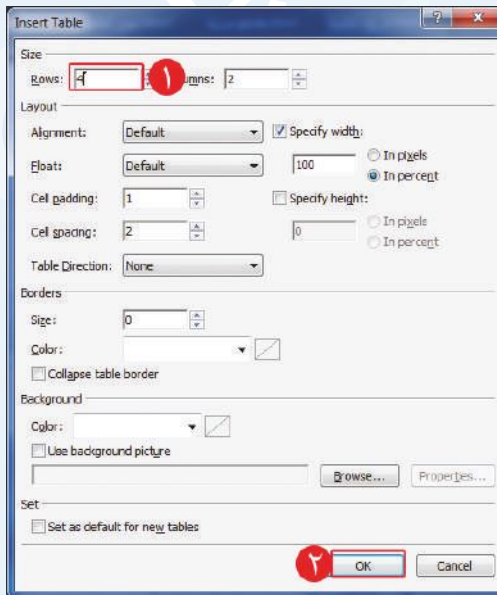 Insert Table
Size
Rows: 4 ١ umns: 2
Layout
Alignment: Default Specify width:
Float: Default 100 In pixels
In percent
Cell padding: 1 Specify height:
Cell spacing: 2 0 In pixels
In percent
Table Direction: None
Borders
Size: 0
Color:
Collapse table border
Background
Color:
Use background picture
Browse... Properties...
Set
Set as default for new tables
٢ OK Cancel